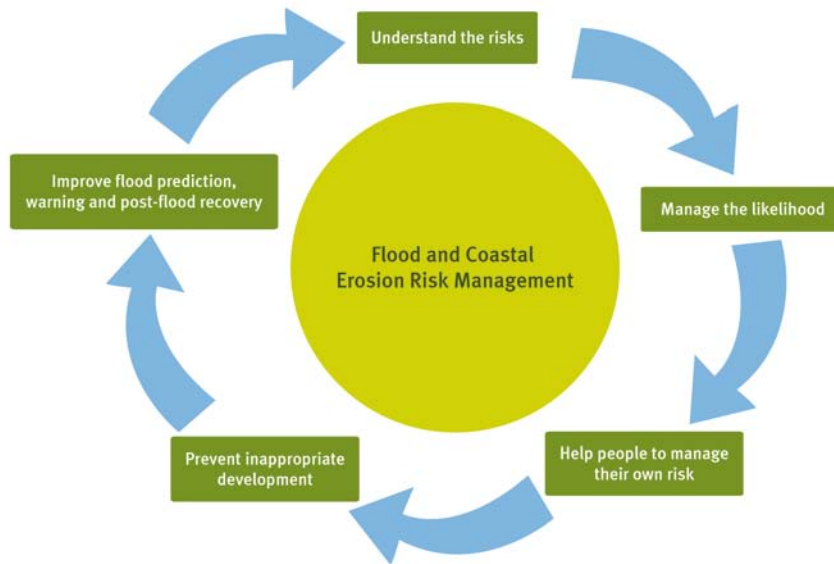 Understand the risks
Improve flood prediction,
warning and post-flood recovery
Manage the likelihood
Flood and Coastal
Erosion Risk Management
Prevent inappropriate
development
Help people to manage
their own risk